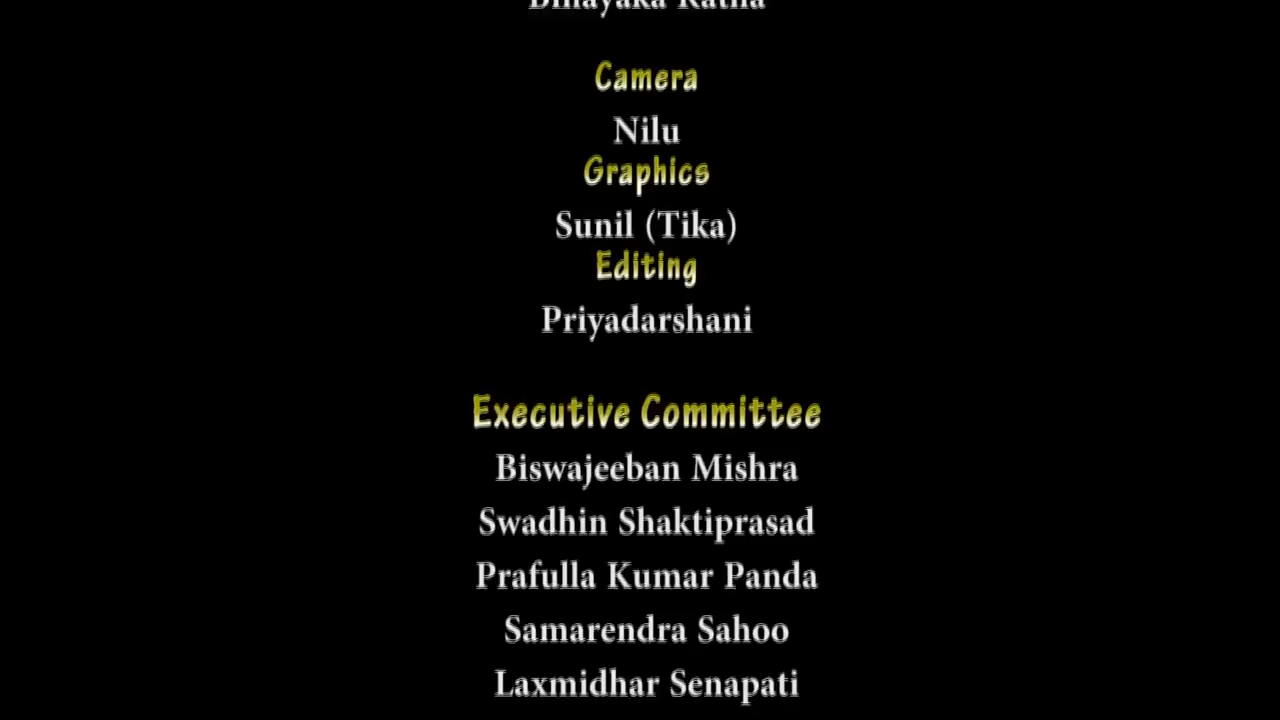 Camera
Nilu
Graphics
Sunil (Tika)
Editing
Priyadarshani
Executive Committee
Biswajeeban Mishra
Swadhin Shaktiprasad
Prafulla Kumar Panda
Samarendra Sahoo
Laxmidhar Senapati